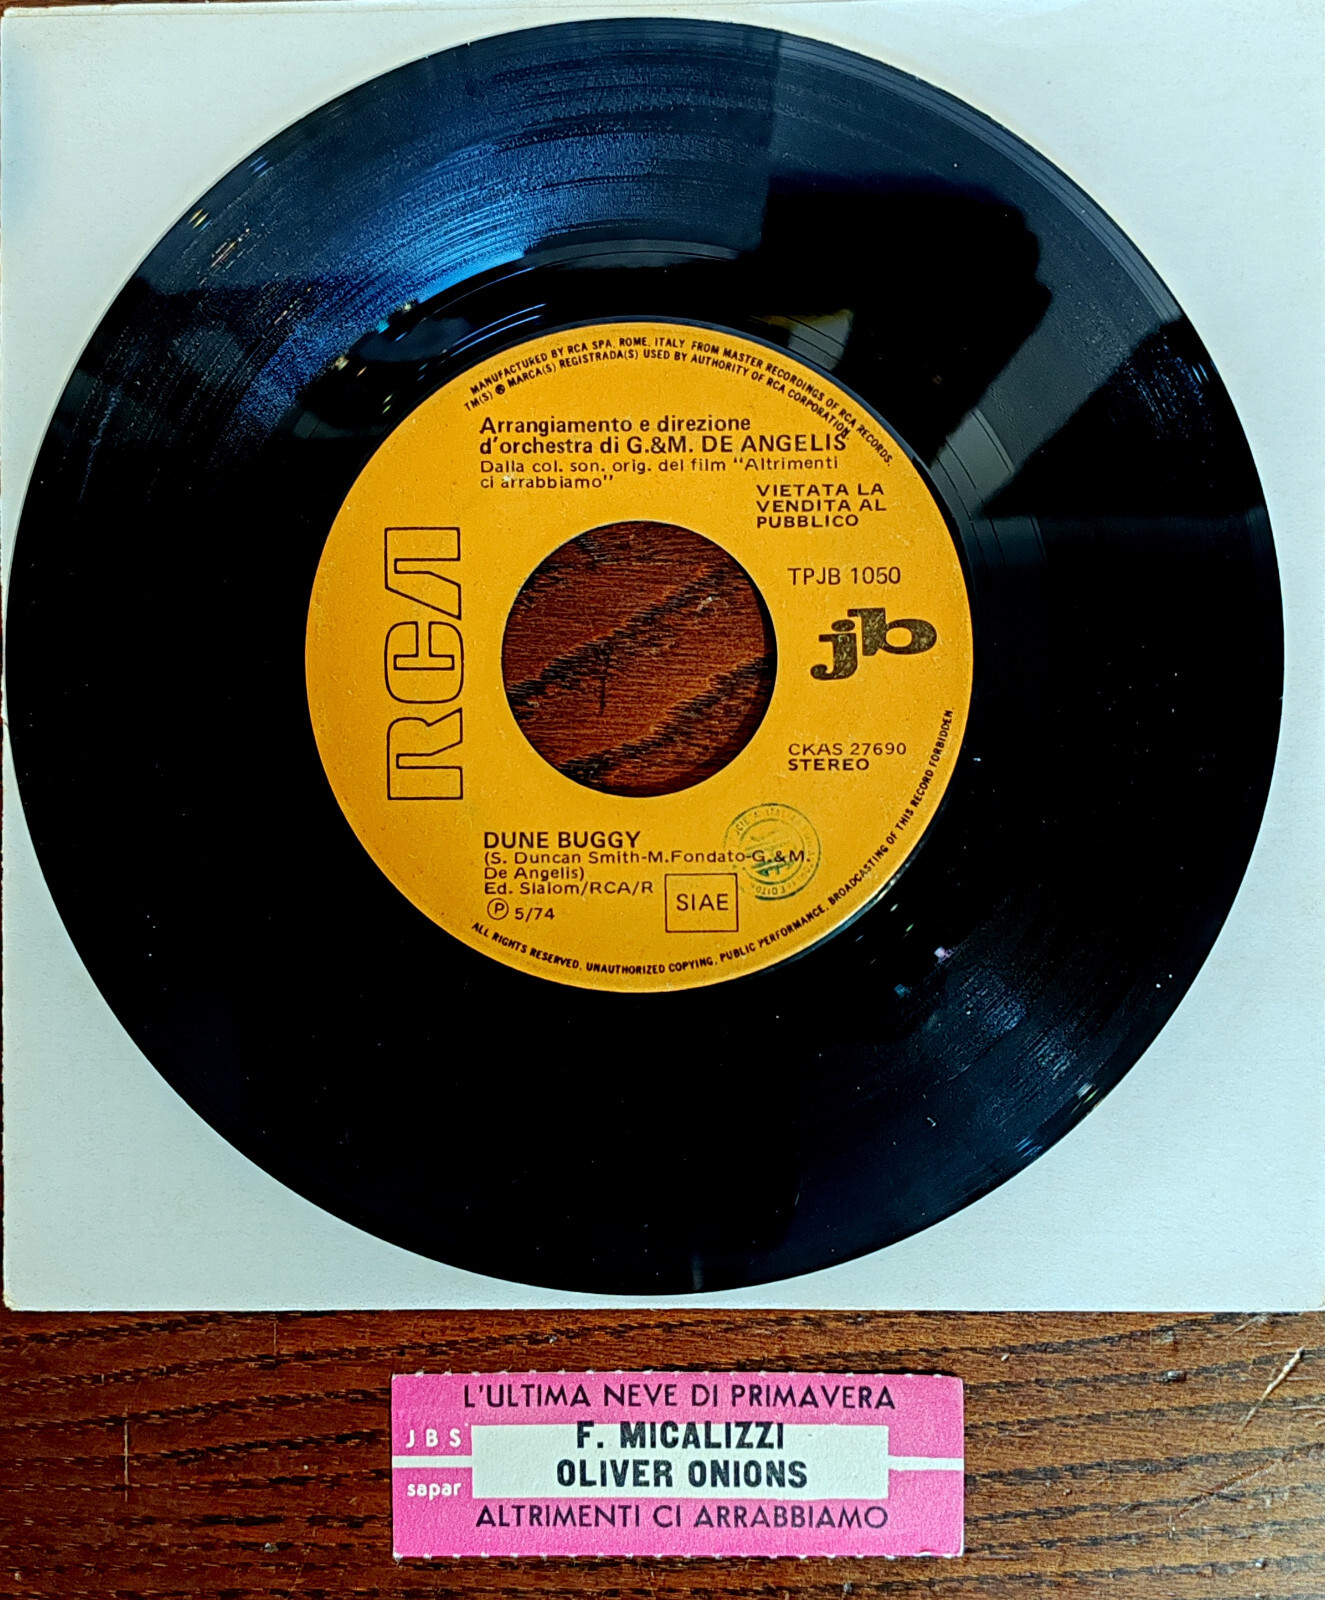 MANUFACTURED BY RCA SPA. ROME. ITALY FROM MASTER RECORDINGS OF RCA RECORDS.
TM(S) ® MARCA(S) REGISTRADA(S) USED BY AUTHORITY OF RCA CORPORATION.
Arrangiamento e direzione
d'orchestra di G.&M. DE ANGELIS
Dalla col. son. orig. del film "Altrimenti
ci arrabbiamo"
VIETATA LA
VENDITA AL
PUBBLICO
RCA
TPJB 1050
jb
CKAS 27690
STEREO
DUNE BUGGY
(S. Duncan Smith-M.Fondato-G.&M.
De Angelis)
Ed. Slalom/RCA/R
℗ 5/74
SIAE
ALL RIGHTS RESERVED. UNAUTHORIZED COPYING, PUBLIC PERFORMANCE, BROADCASTING OF THIS RECORD FORBIDDEN.
L'ULTIMA NEVE DI PRIMAVERA
JBS
F. MICALIZZI
OLIVER ONIONS
sapar
ALTRIMENTI CI ARRABBIAMO